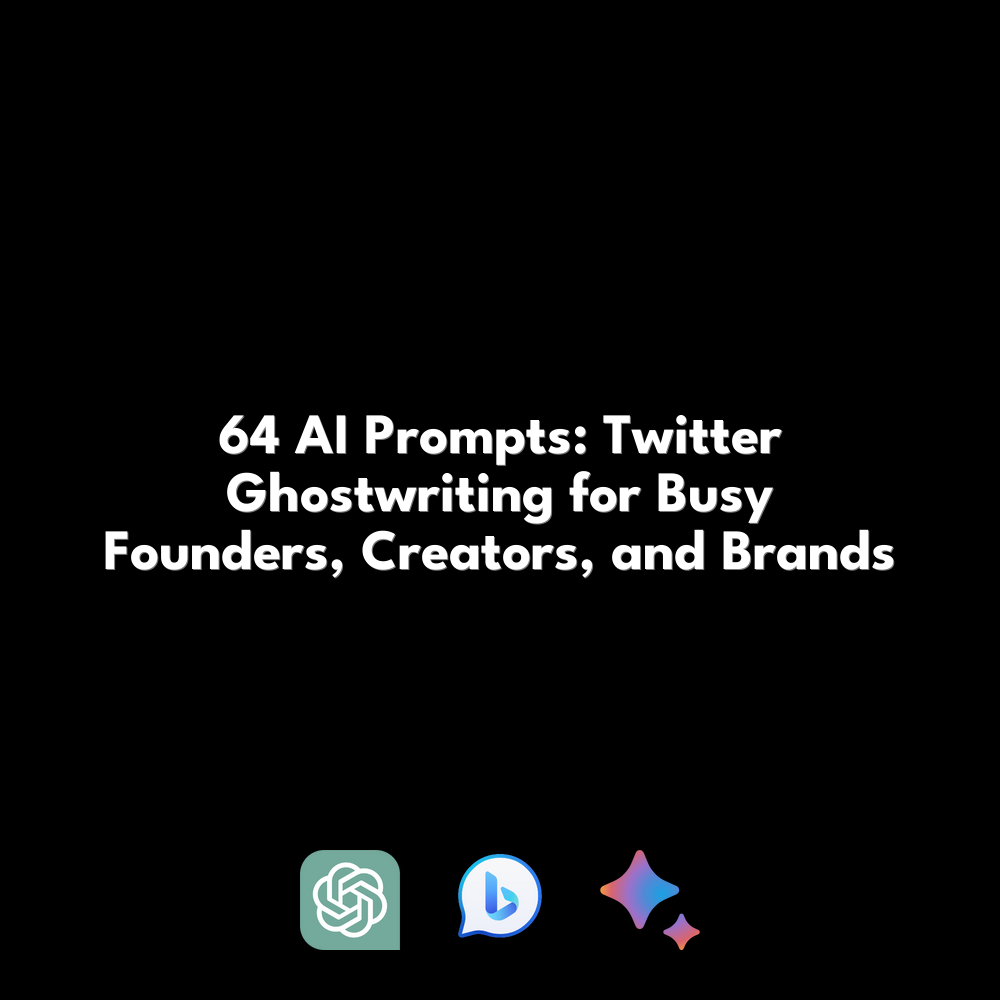 64 AI Prompts: Twitter
Ghostwriting for Busy
Founders, Creators, and Brands